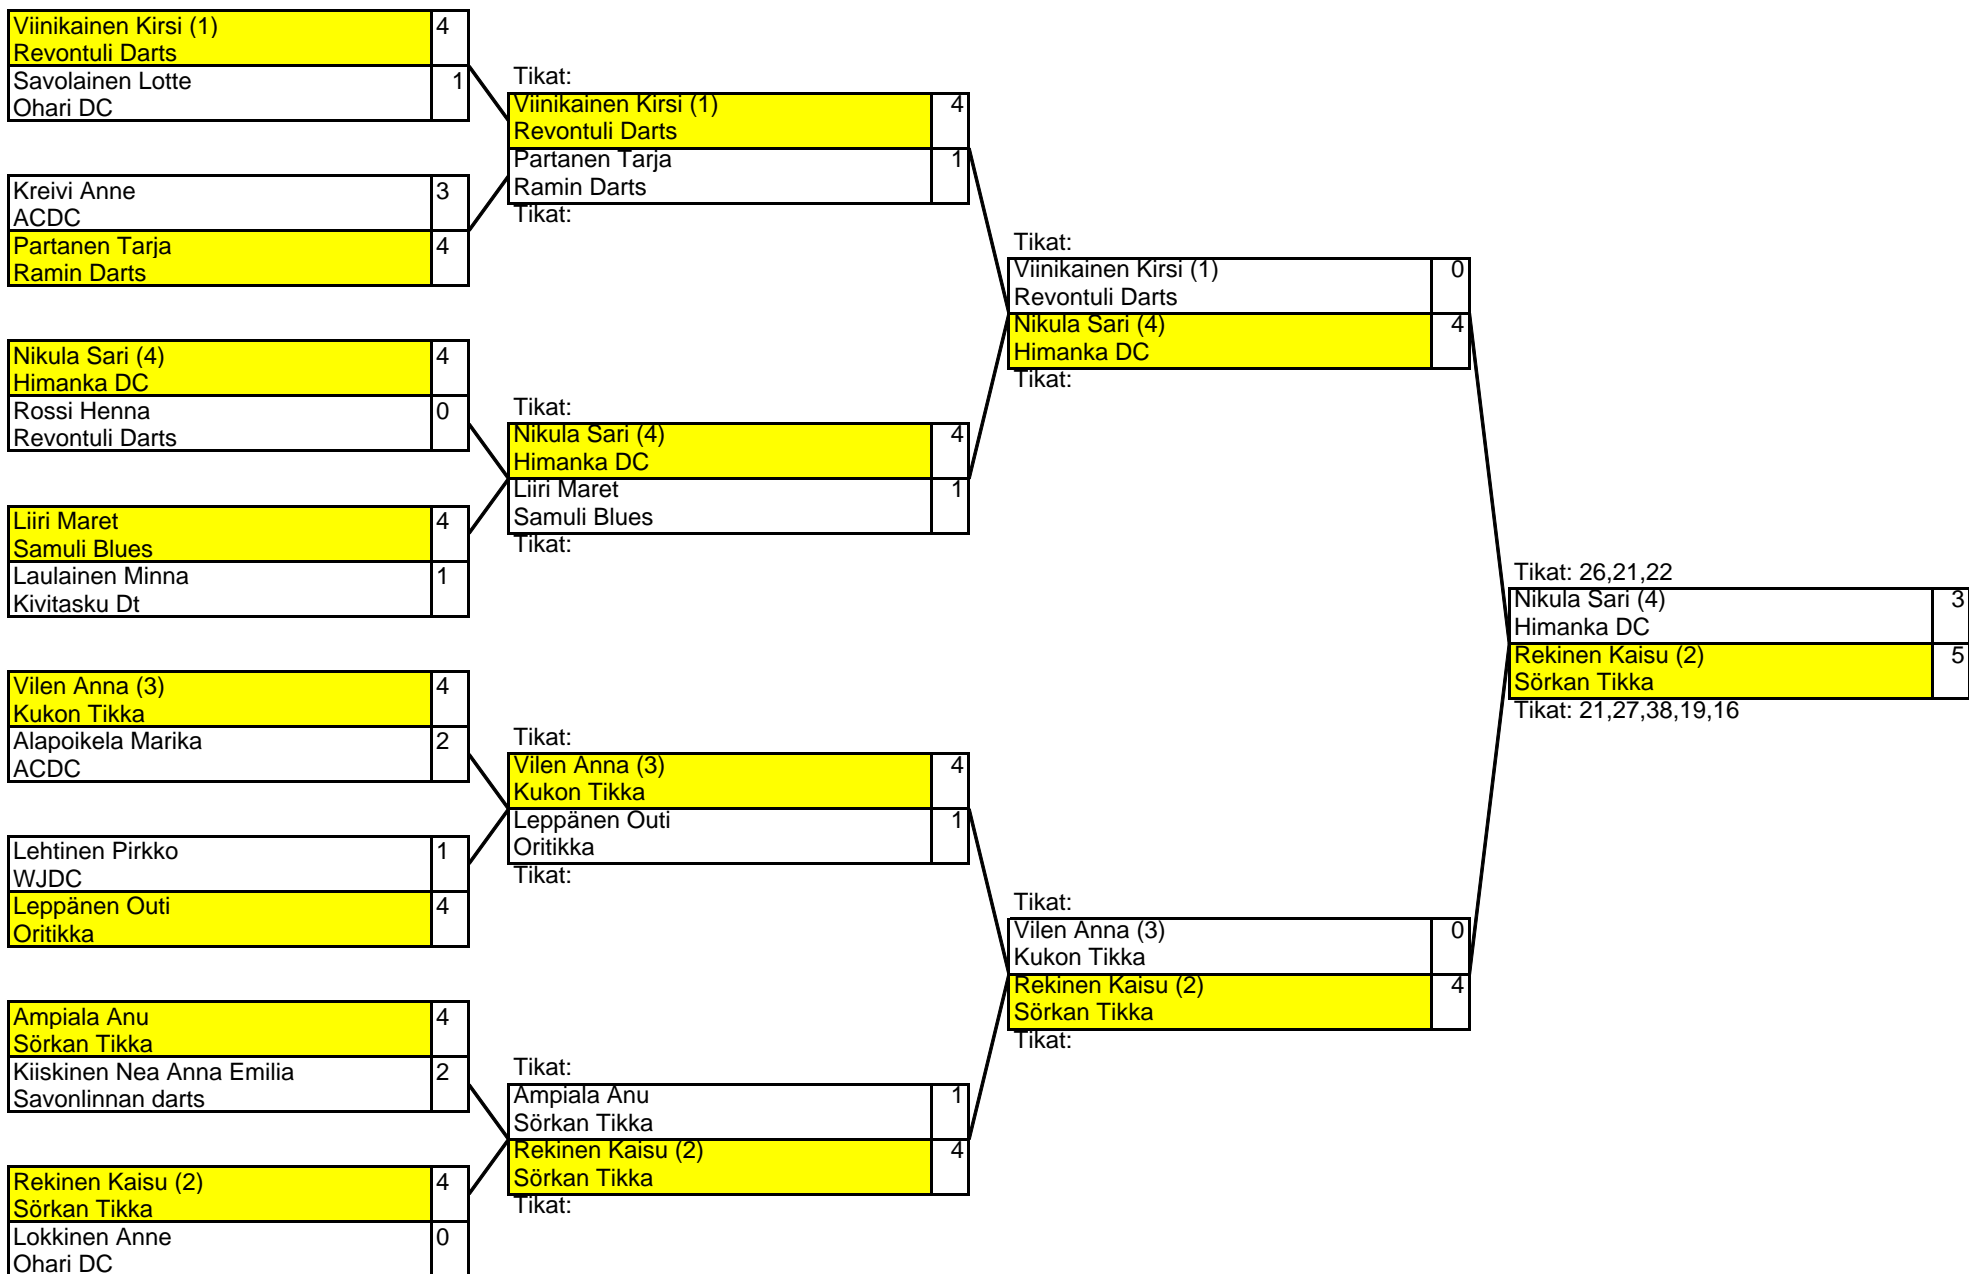 Viinikainen Kirsi (1) 4
Revontuli Darts
Savolainen Lotte 1
Ohari DC
Kreivi Anne 3
ACDC
Partanen Tarja 4
Ramin Darts
Nikula Sari (4) 4
Himanka DC
Rossi Henna 0
Revontuli Darts
Liiri Maret 4
Samuli Blues
Laulainen Minna 1
Kivitasku Dt
Vilen Anna (3) 4
Kukon Tikka
Alapoikela Marika 2
ACDC
Lehtinen Pirkko 1
WJDC
Leppänen Outi 4
Oritikka
Ampiala Anu 4
Sörkan Tikka
Kiiskinen Nea Anna Emilia 2
Savonlinnan darts
Rekinen Kaisu (2) 4
Sörkan Tikka
Lokkinen Anne 0
Ohari DC
Tikat:
Viinikainen Kirsi (1) 4
Revontuli Darts
Partanen Tarja 1
Ramin Darts
Tikat:
Tikat:
Nikula Sari (4) 4
Himanka DC
Liiri Maret 1
Samuli Blues
Tikat:
Tikat:
Vilen Anna (3) 4
Kukon Tikka
Leppänen Outi 1
Oritikka
Tikat:
Tikat:
Ampiala Anu 1
Sörkan Tikka
Rekinen Kaisu (2) 4
Sörkan Tikka
Tikat:
Tikat:
Viinikainen Kirsi (1) 0
Revontuli Darts
Nikula Sari (4) 4
Himanka DC
Tikat:
Tikat:
Vilen Anna (3) 0
Kukon Tikka
Rekinen Kaisu (2) 4
Sörkan Tikka
Tikat:
Tikat: 26,21,22
Nikula Sari (4) 3
Himanka DC
Rekinen Kaisu (2) 5
Sörkan Tikka
Tikat: 21,27,38,19,16